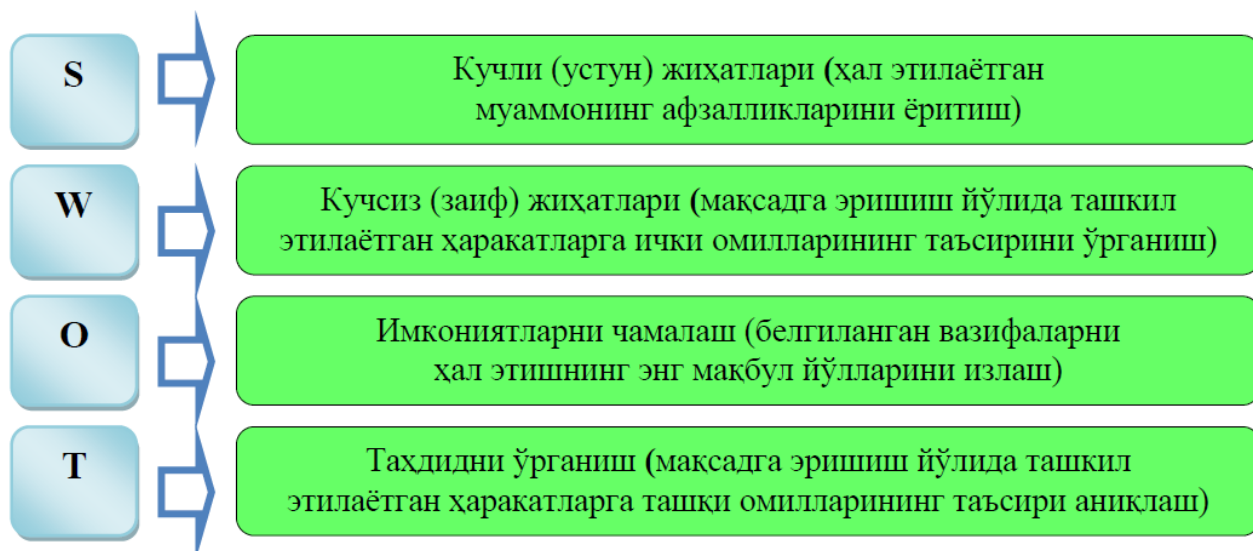 S
Кучли (устун) жиҳатлари (ҳал этилаётган
муаммонинг афзалликларини ёритиш)
W
Кучсиз (заиф) жиҳатлари (мақсадга эришиш йўлида ташкил
этилаётган ҳаракатларга ички омилларининг таъсирини ўрганиш)
O
Имкониятларни чамалаш (белгиланган вазифаларни
ҳал этишнинг энг мақбул йўлларини излаш)
T
Таҳдидни ўрганиш (мақсадга эришиш йўлида ташкил
этилаётган ҳаракатларга ташқи омилларининг таъсири аниқлаш)